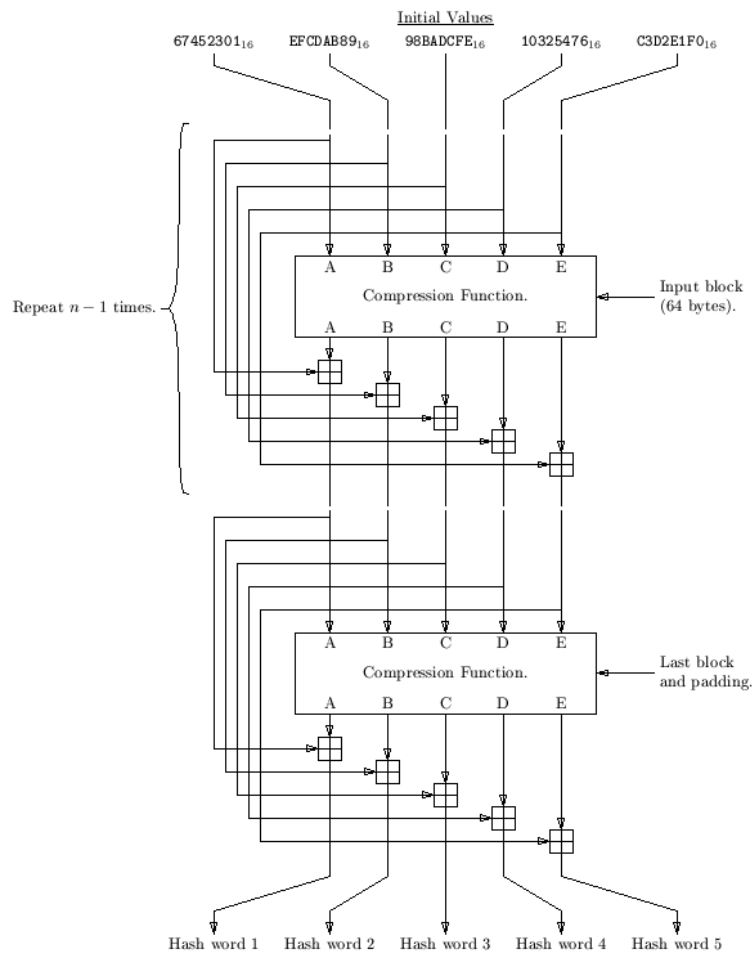 Initial Values
67452301₁₆ EFCDAB89₁₆ 98BADCFE₁₆ 10325476₁₆ C3D2E1F0₁₆
A B C D E
Compression Function.
Input block
(64 bytes).
Repeat n − 1 times.
A B C D E
A B C D E
Compression Function.
Last block
and padding.
A B C D E
Hash word 1 Hash word 2 Hash word 3 Hash word 4 Hash word 5